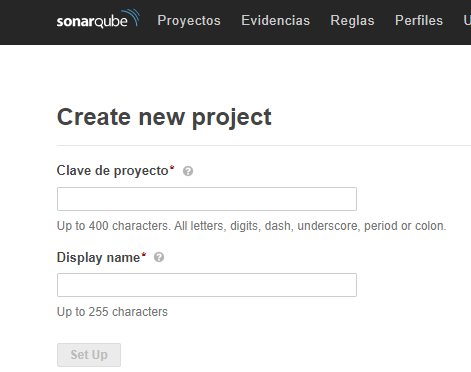 sonarqube Proyectos Evidencias Reglas Perfiles
Create new project
Clave de proyecto* ?
Up to 400 characters. All letters, digits, dash, underscore, period or colon.
Display name* ?
Up to 255 characters
Set Up